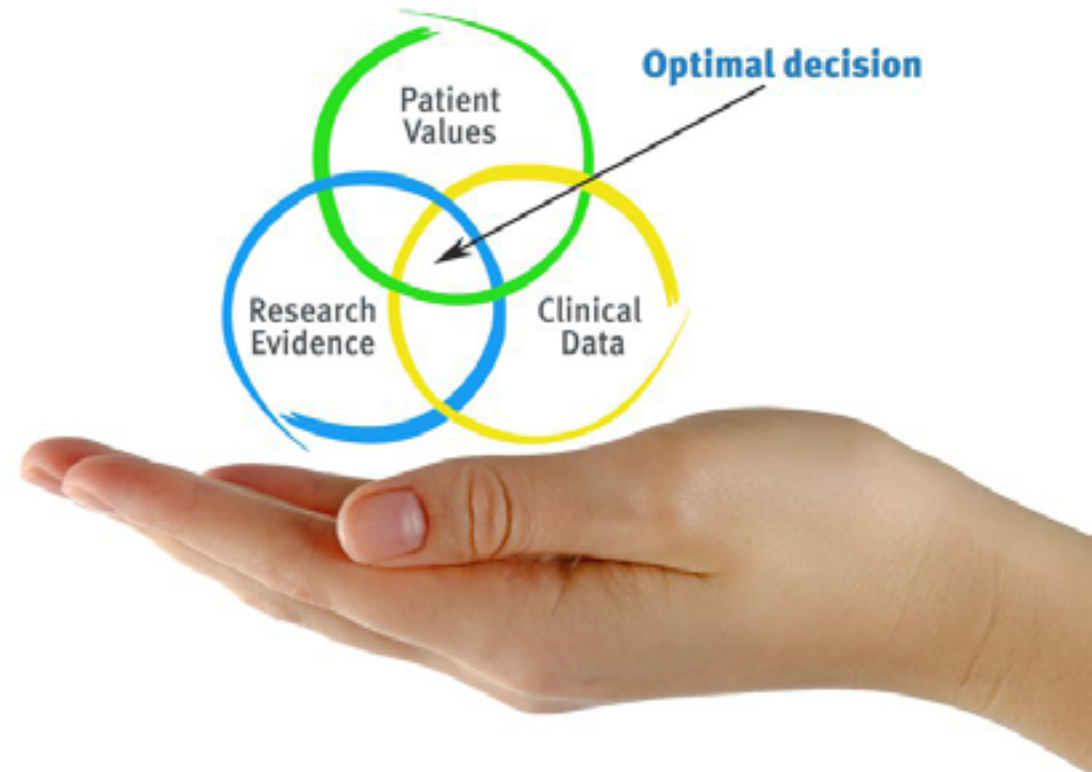 Optimal decision
Patient
Values
Research
Evidence
Clinical
Data